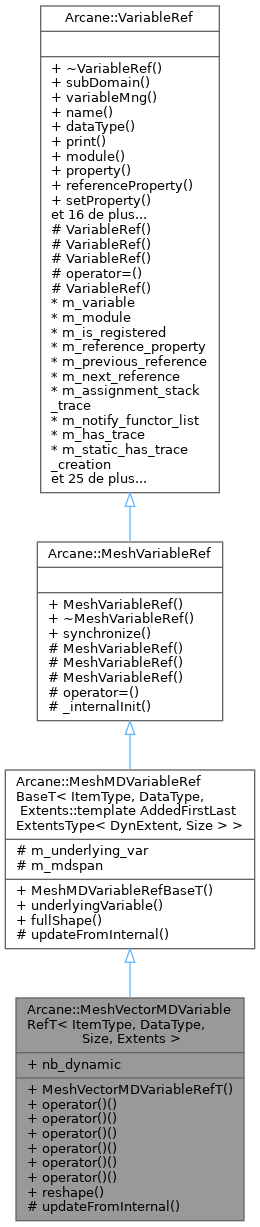 Arcane::VariableRef
+ ~VariableRef()
+ subDomain()
+ variableMng()
+ name()
+ dataType()
+ print()
+ module()
+ property()
+ referenceProperty()
+ setProperty()
et 16 de plus...
# VariableRef()
# VariableRef()
# VariableRef()
# operator=()
# VariableRef()
* m_variable
* m_module
* m_is_registered
* m_reference_property
* m_previous_reference
* m_next_reference
* m_assignment_stack
_trace
* m_notify_functor_list
* m_has_trace
* m_static_has_trace
_creation
et 25 de plus...
Arcane::MeshVariableRef
+ MeshVariableRef()
+ ~MeshVariableRef()
+ synchronize()
# MeshVariableRef()
# MeshVariableRef()
# MeshVariableRef()
# operator=()
# _internalInit()
Arcane::MeshMDVariableRef
BaseT< ItemType, DataType,
Extents::template AddedFirstLast
ExtentsType< DynExtent, Size > >
# m_underlying_var
# m_mdspan
+ MeshMDVariableRefBaseT()
+ underlyingVariable()
+ fullShape()
# updateFromInternal()
Arcane::MeshVectorMDVariable
RefT< ItemType, DataType,
Size, Extents >
+ nb_dynamic
+ MeshVectorMDVariableRefT()
+ operator()()
+ operator()()
+ operator()()
+ operator()()
+ operator()()
+ operator()()
+ reshape()
# updateFromInternal()